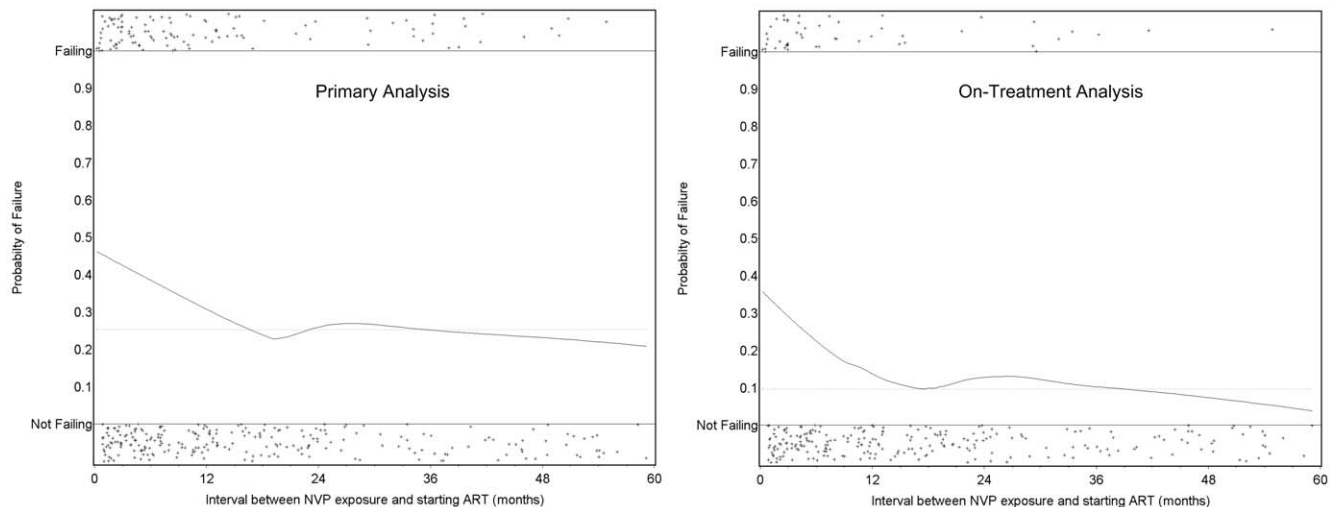 Failing
0.9
Primary Analysis
0.8
0.7
0.6
Probabilty of Failure
0.5
0.4
0.3
0.2
0.1
Not Failing
0 12 24 36 48 60
Interval between NVP exposure and starting ART (months)
Failing
0.9
On-Treatment Analysis
0.8
0.7
0.6
Probabilty of Failure
0.5
0.4
0.3
0.2
0.1
Not Failing
0 12 24 36 48 60
Interval between NVP exposure and starting ART (months)